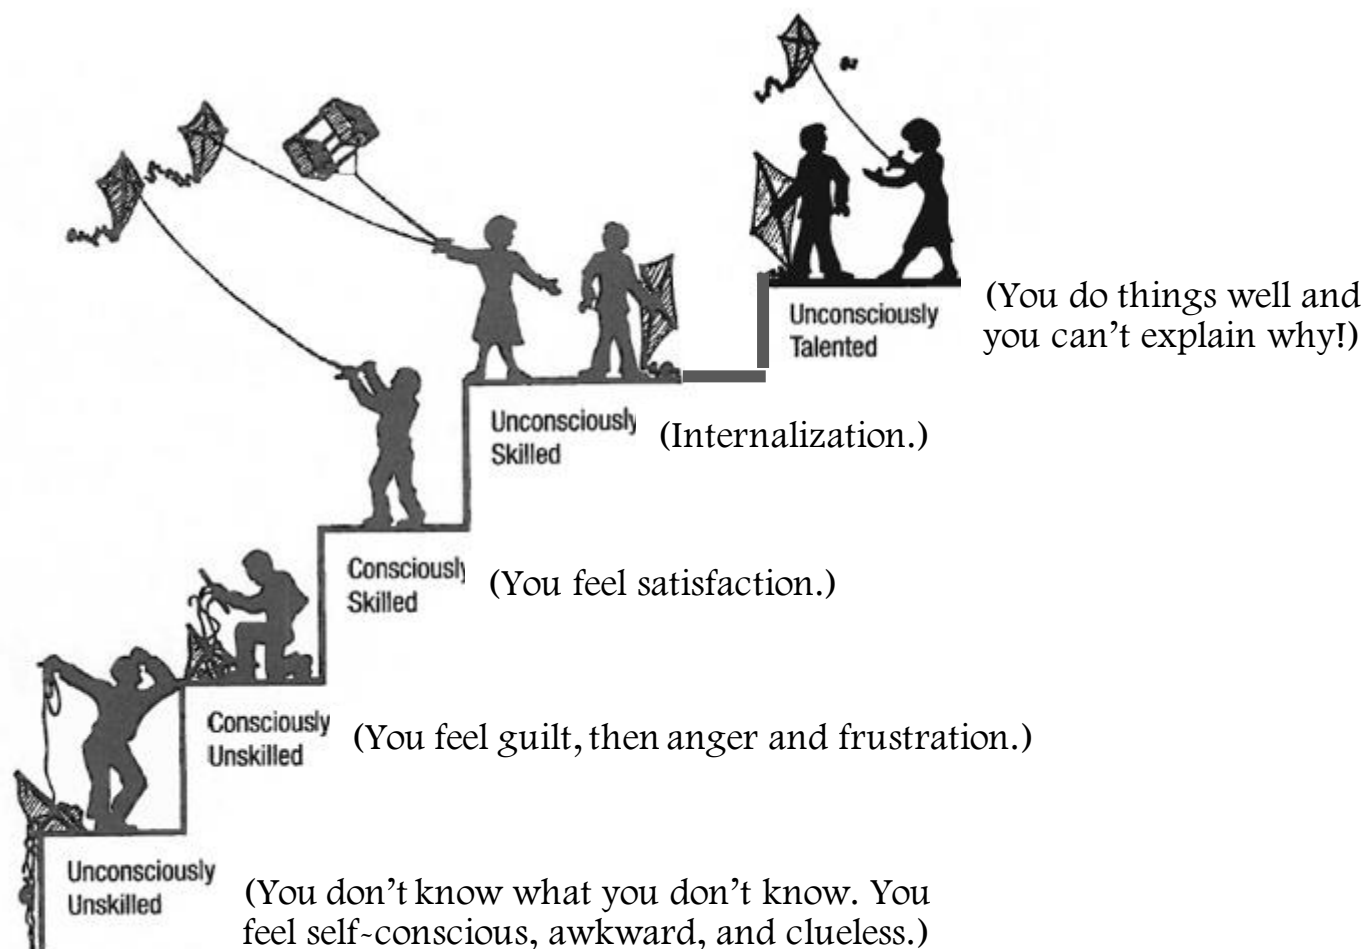 Unconsciously
Talented
(You do things well and
you can't explain why!)
Unconsciously
Skilled
(Internalization.)
Consciously
Skilled
(You feel satisfaction.)
Consciously
Unskilled
(You feel guilt, then anger and frustration.)
Unconsciously
Unskilled
(You don't know what you don't know. You
feel self-conscious, awkward, and clueless.)